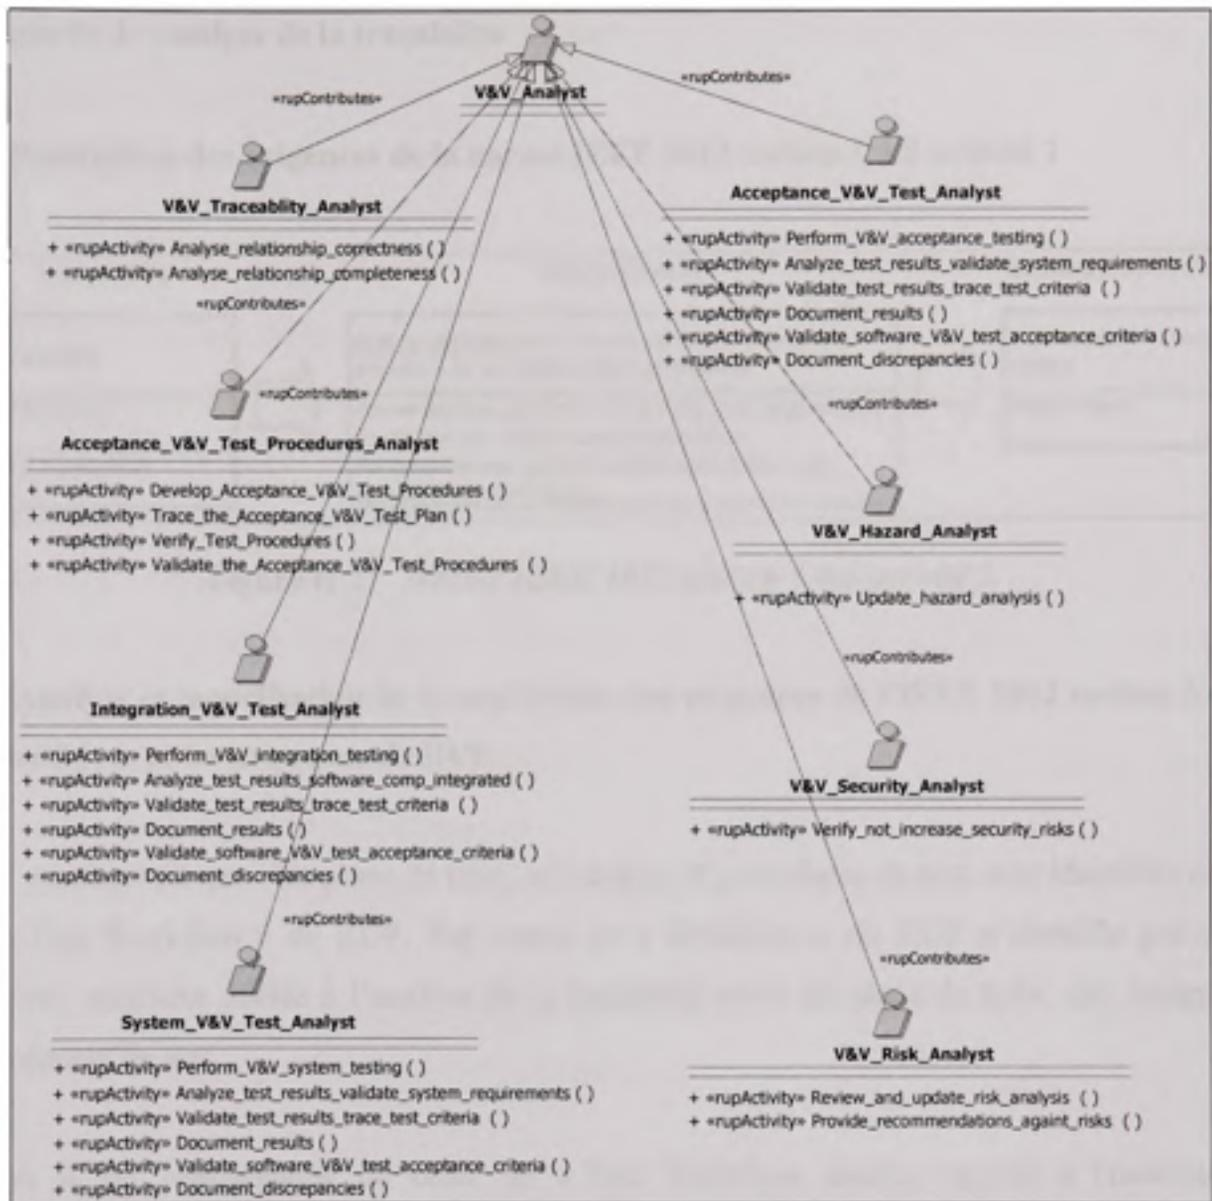 V&V_Analyst
«rupContributes»
«rupContributes»
V&V_Traceablity_Analyst
+ «rupActivity» Analyse_relationship_correctness ( )
+ «rupActivity» Analyse_relationship_completeness ( )
«rupContributes»
Acceptance_V&V_Test_Analyst
+ «rupActivity» Perform_V&V_acceptance_testing ( )
+ «rupActivity» Analyze_test_results_validate_system_requirements ( )
+ «rupActivity» Validate_test_results_trace_test_criteria ( )
+ «rupActivity» Document_results ( )
+ «rupActivity» Validate_software_V&V_test_acceptance_criteria ( )
+ «rupActivity» Document_discrepancies ( )
«rupContributes»
Acceptance_V&V_Test_Procedures_Analyst
+ «rupActivity» Develop_Acceptance_V&V_Test_Procedures ( )
+ «rupActivity» Trace_the_Acceptance_V&V_Test_Plan ( )
+ «rupActivity» Verify_Test_Procedures ( )
+ «rupActivity» Validate_the_Acceptance_V&V_Test_Procedures ( )
«rupContributes»
V&V_Hazard_Analyst
+ «rupActivity» Update_hazard_analysis ( )
Integration_V&V_Test_Analyst
+ «rupActivity» Perform_V&V_integration_testing ( )
+ «rupActivity» Analyze_test_results_software_comp_integrated ( )
+ «rupActivity» Validate_test_results_trace_test_criteria ( )
+ «rupActivity» Document_results ( )
+ «rupActivity» Validate_software_V&V_test_acceptance_criteria ( )
+ «rupActivity» Document_discrepancies ( )
«rupContributes»
V&V_Security_Analyst
+ «rupActivity» Verify_not_increase_security_risks ( )
«rupContributes»
System_V&V_Test_Analyst
+ «rupActivity» Perform_V&V_system_testing ( )
+ «rupActivity» Analyze_test_results_validate_system_requirements ( )
+ «rupActivity» Validate_test_results_trace_test_criteria ( )
+ «rupActivity» Document_results ( )
+ «rupActivity» Validate_software_V&V_test_acceptance_criteria ( )
+ «rupActivity» Document_discrepancies ( )
«rupContributes»
V&V_Risk_Analyst
+ «rupActivity» Review_and_update_risk_analysis ( )
+ «rupActivity» Provide_recommendations_againt_risks ( )